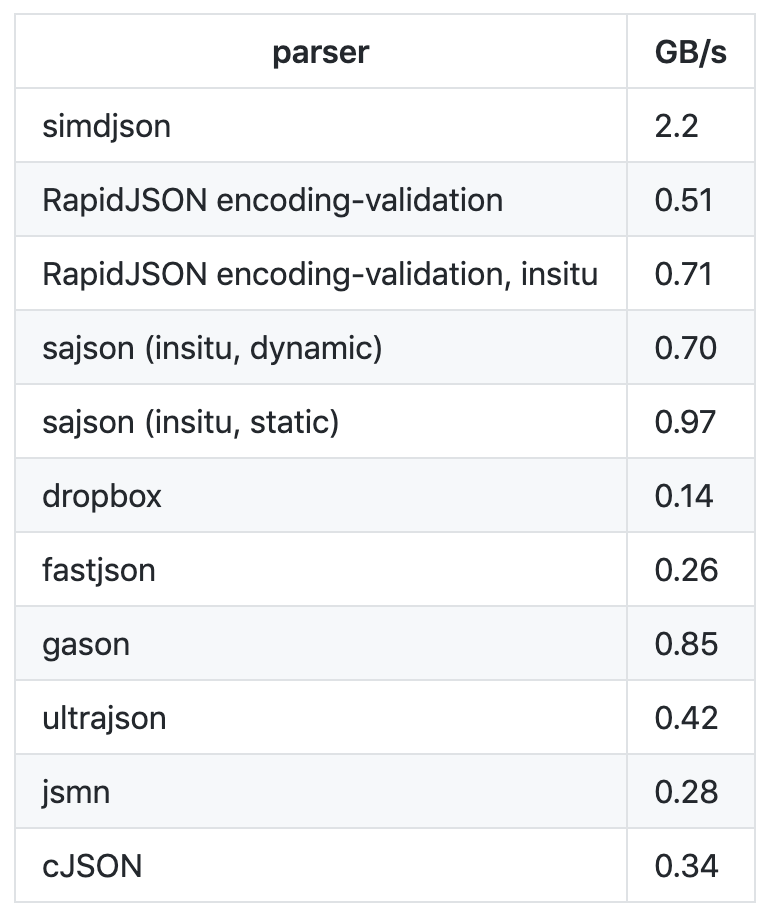 parser GB/s
simdjson 2.2
RapidJSON encoding-validation 0.51
RapidJSON encoding-validation, insitu 0.71
sajson (insitu, dynamic) 0.70
sajson (insitu, static) 0.97
dropbox 0.14
fastjson 0.26
gason 0.85
ultrajson 0.42
jsmn 0.28
cJSON 0.34